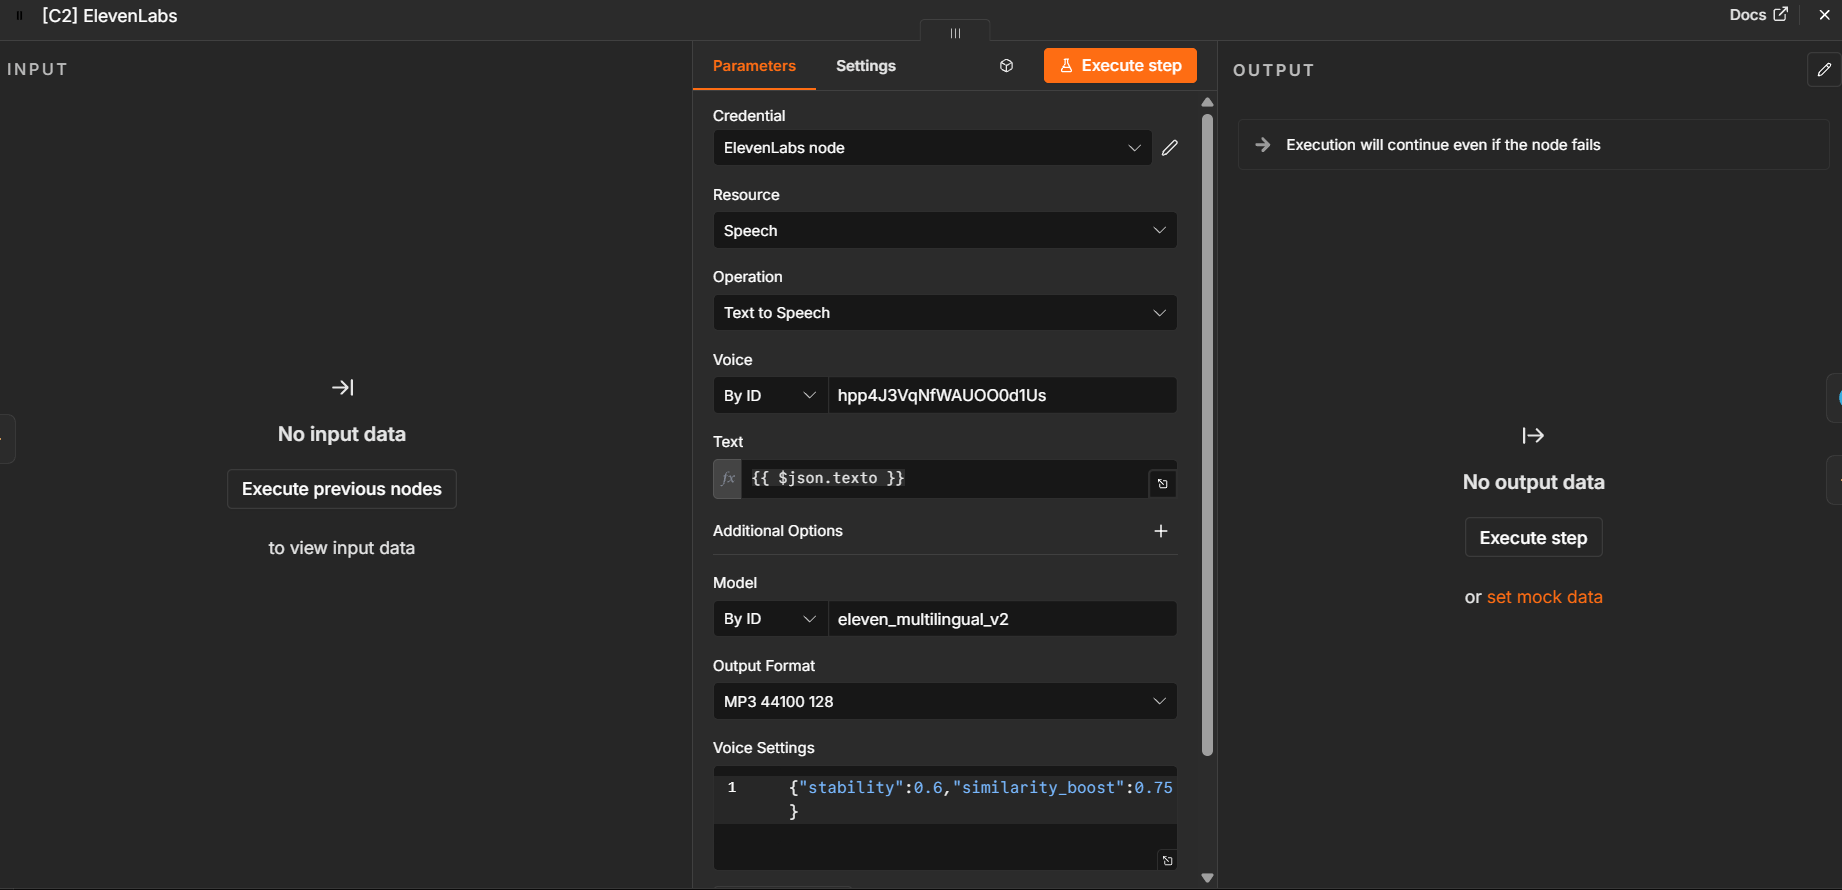 [C2] ElevenLabs
Docs
INPUT
Parameters
Settings
Execute step
OUTPUT
Credential
ElevenLabs node
Execution will continue even if the node fails
Resource
Speech
Operation
Text to Speech
Voice
By ID
hpp4J3VqNfWAUOO0d1Us
No input data
Execute previous nodes
to view input data
Text
fx
{{ $json.texto }}
No output data
Execute step
or set mock data
Additional Options
Model
By ID
eleven_multilingual_v2
Output Format
MP3 44100 128
Voice Settings
1
{"stability":0.6,"similarity_boost":0.75
}